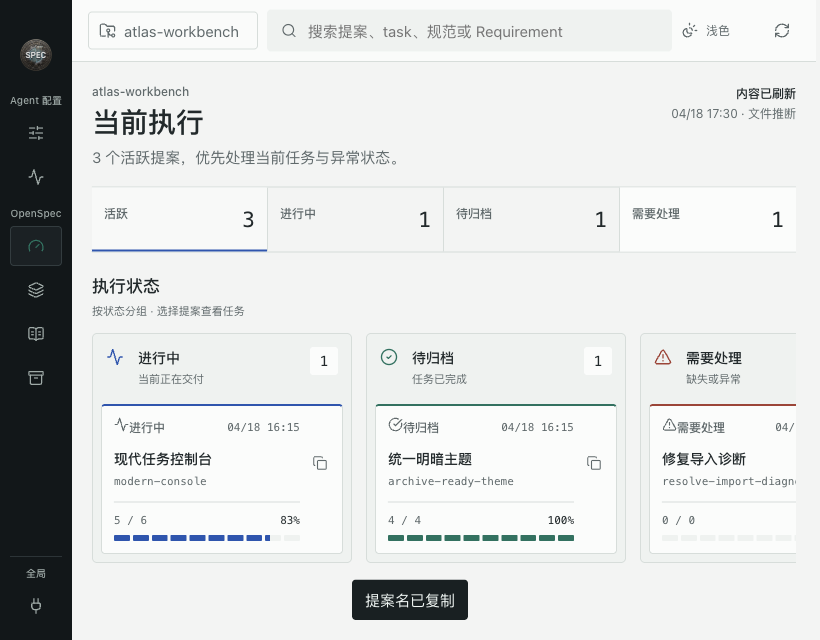 SPEC
Agent 配置
OpenSpec
全局
atlas-workbench
搜索提案、task、规范或 Requirement
浅色
atlas-workbench
当前执行
3 个活跃提案，优先处理当前任务与异常状态。
内容已刷新
04/18 17:30 · 文件推断
活跃
3
进行中
1
待归档
1
需要处理
1
执行状态
按状态分组 · 选择提案查看任务
进行中
当前正在交付
1
进行中
04/18 16:15
现代任务控制台
modern-console
5 / 6
83%
待归档
任务已完成
1
待归档
04/18 16:15
统一明暗主题
archive-ready-theme
4 / 4
100%
需要处理
缺失或异常
需要处理
04/
修复导入诊断
resolve-import-diagn
0 / 0
提案名已复制